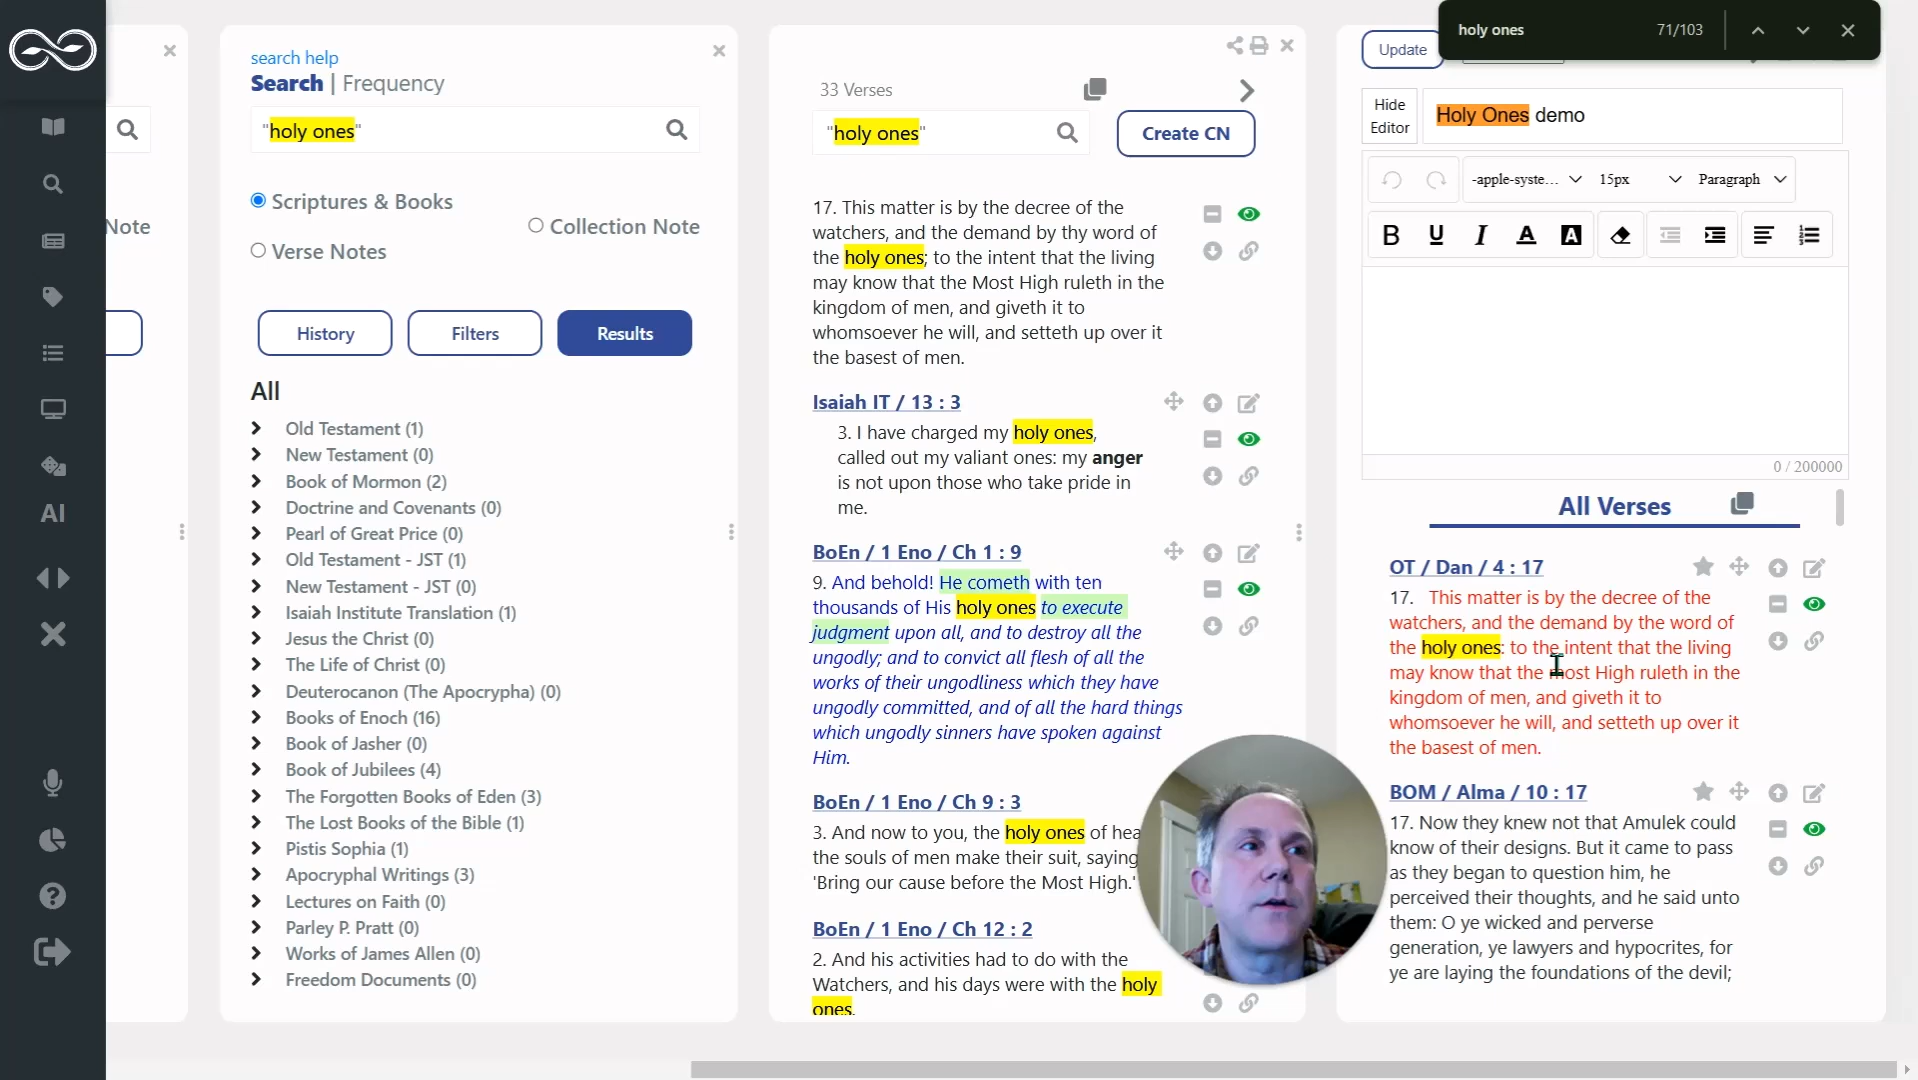 holy ones
71/103
search help
Search | Frequency
"holy ones"
Scriptures & Books
Collection Note
Verse Notes
History
Filters
Results
All
Old Testament (1)
New Testament (0)
Book of Mormon (2)
Doctrine and Covenants (0)
Pearl of Great Price (0)
Old Testament - JST (1)
New Testament - JST (0)
Isaiah Institute Translation (1)
Jesus the Christ (0)
The Life of Christ (0)
Deuterocanon (The Apocrypha) (0)
Books of Enoch (16)
Book of Jasher (0)
Book of Jubilees (4)
The Forgotten Books of Eden (3)
The Lost Books of the Bible (1)
Pistis Sophia (1)
Apocryphal Writings (3)
Lectures on Faith (0)
Parley P. Pratt (0)
Works of James Allen (0)
Freedom Documents (0)
AI
Note
33 Verses
"holy ones"
Create CN
17. This matter is by the decree of the
watchers, and the demand by thy word of
the holy ones; to the intent that the living
may know that the Most High ruleth in the
kingdom of men, and giveth it to
whomsoever he will, and setteth up over it
the basest of men.
Isaiah IT / 13 : 3
3. I have charged my holy ones,
called out my valiant ones: my anger
is not upon those who take pride in
me.
BoEn / 1 Eno / Ch 1 : 9
9. And behold! He cometh with ten
thousands of His holy ones to execute
judgment upon all, and to destroy all the
ungodly; and to convict all flesh of all the
works of their ungodliness which they have
ungodly committed, and of all the hard things
which ungodly sinners have spoken against
Him.
BoEn / 1 Eno / Ch 9 : 3
3. And now to you, the holy ones of hea
the souls of men make their suit, saying
'Bring our cause before the Most High.'
BoEn / 1 Eno / Ch 12 : 2
2. And his activities had to do with the
Watchers, and his days were with the holy
ones.
Update
Hide
Editor
Holy Ones demo
-apple-syste...
15px
Paragraph
B U I A A
0 / 200000
All Verses
OT / Dan / 4 : 17
17. This matter is by the decree of the
watchers, and the demand by the word of
the holy ones: to the intent that the living
may know that the most High ruleth in the
kingdom of men, and giveth it to
whomsoever he will, and setteth up over it
the basest of men.
BOM / Alma / 10 : 17
17. Now they knew not that Amulek could
know of their designs. But it came to pass
as they began to question him, he
perceived their thoughts, and he said unto
them: O ye wicked and perverse
generation, ye lawyers and hypocrites, for
ye are laying the foundations of the devil;